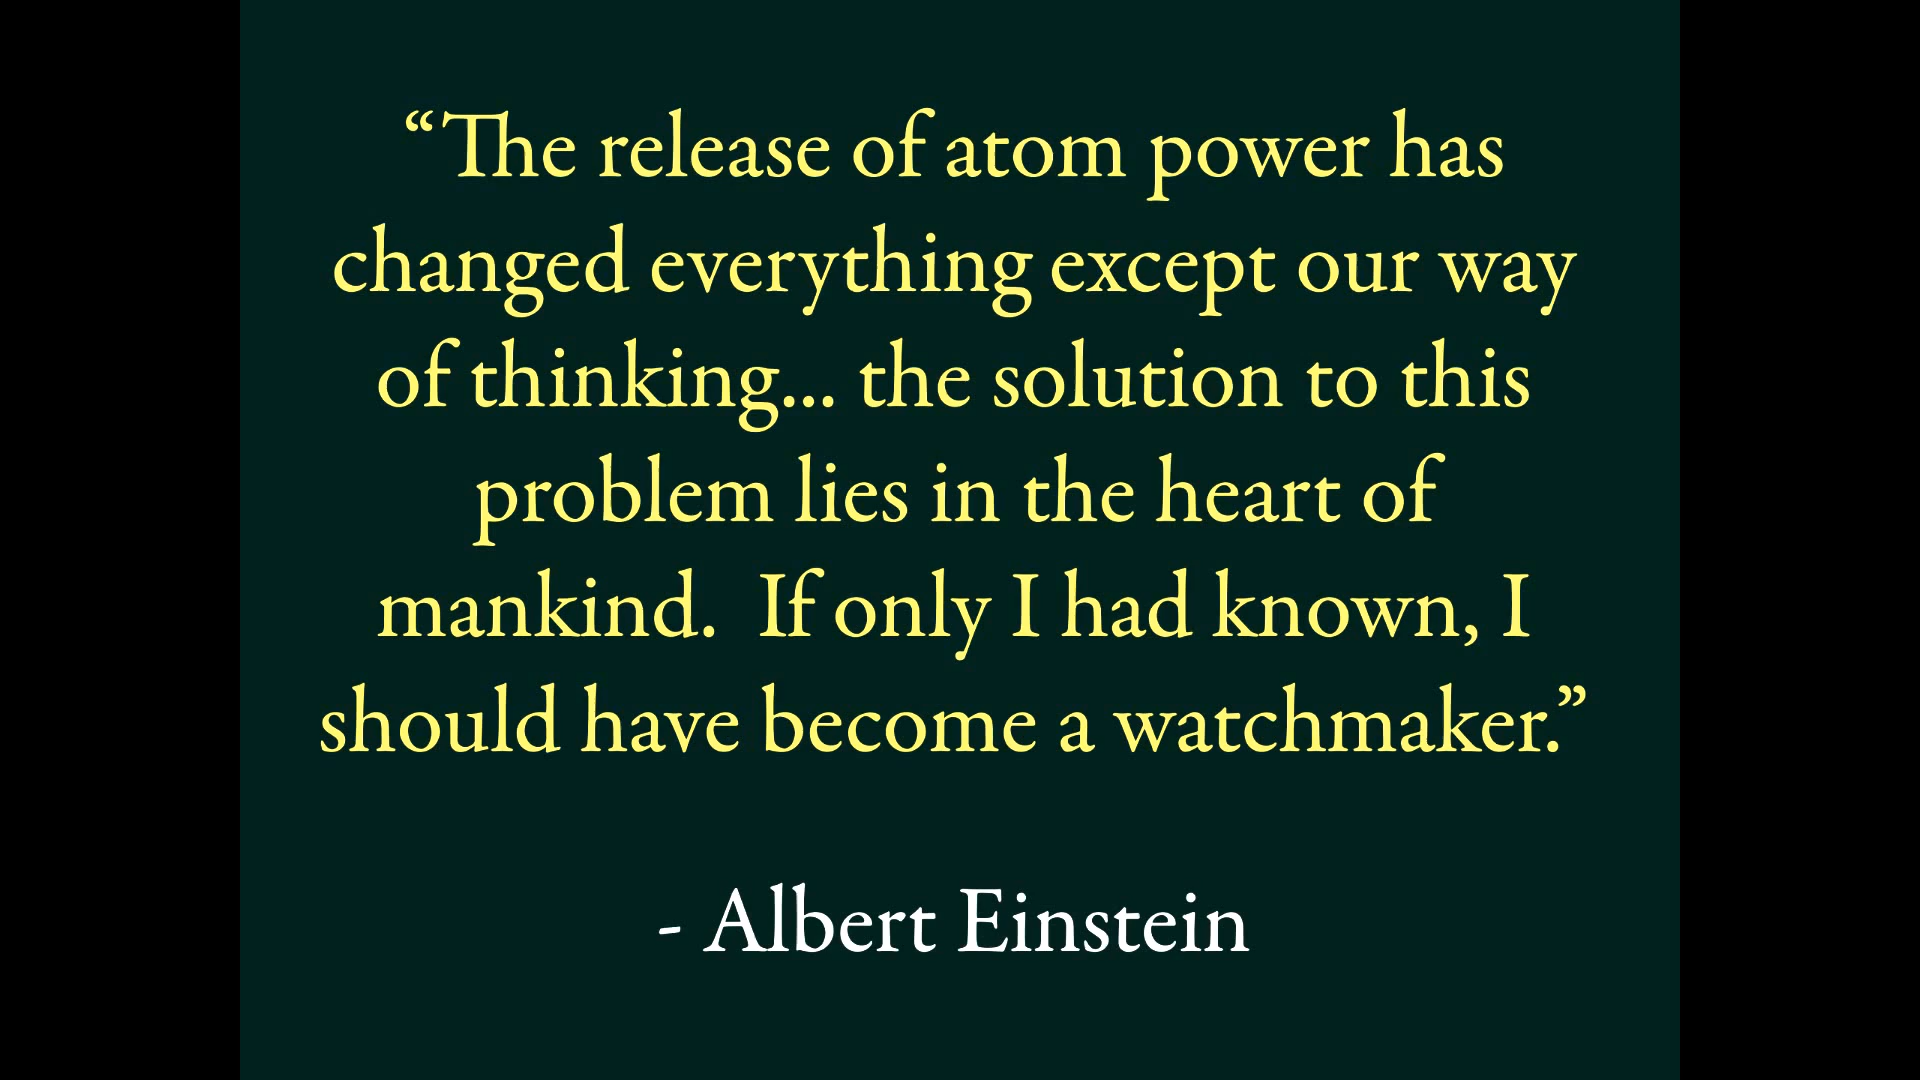 “The release of atom power has
changed everything except our way
of thinking... the solution to this
problem lies in the heart of
mankind.  If only I had known, I
should have become a watchmaker.”
- Albert Einstein